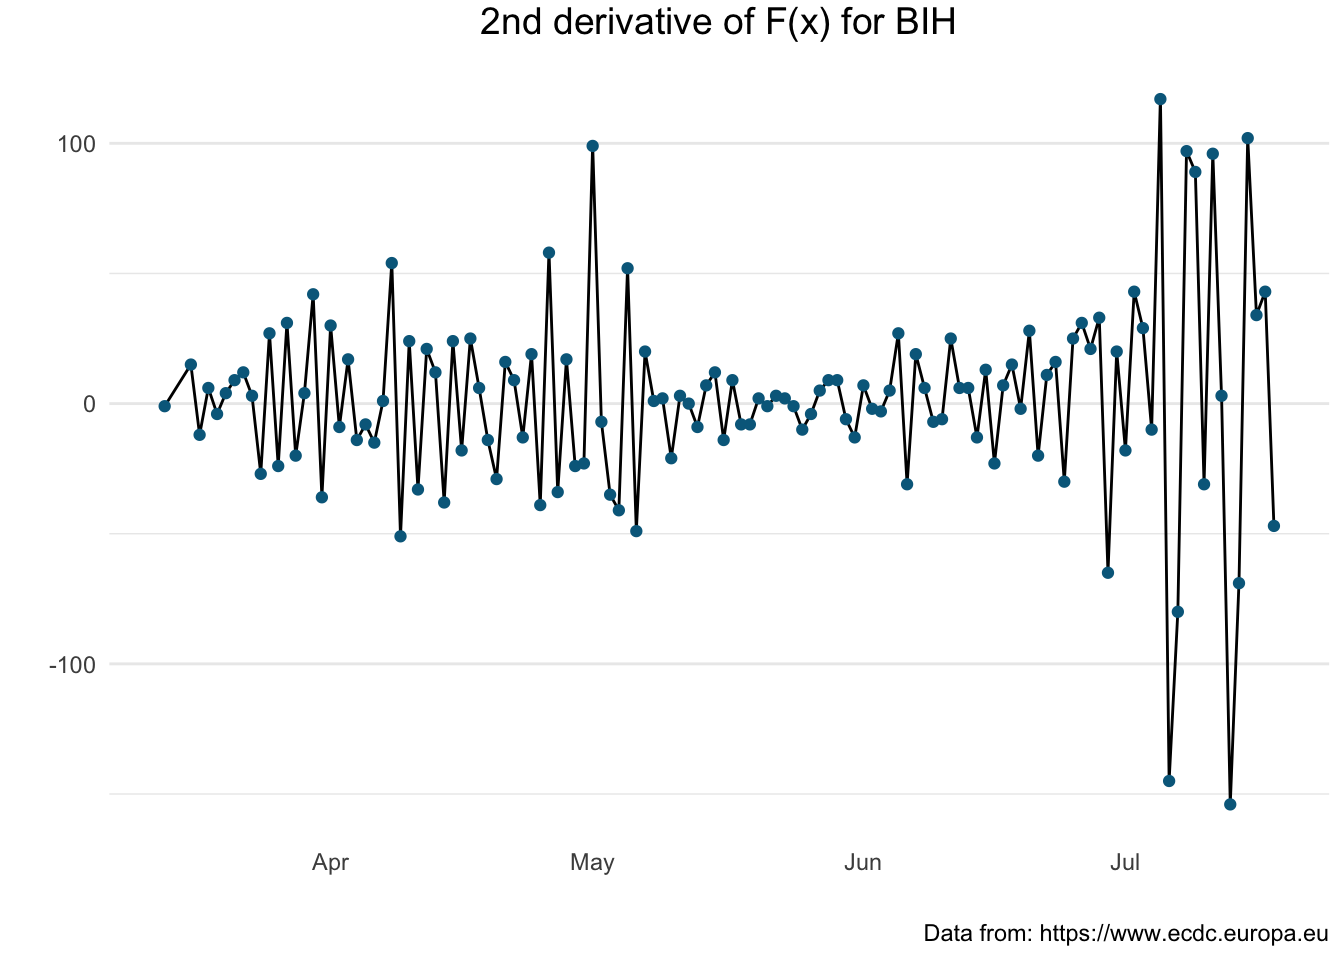 2nd derivative of F(x) for BIH
100
0
-100
Apr May Jun Jul
Data from: https://www.ecdc.europa.eu